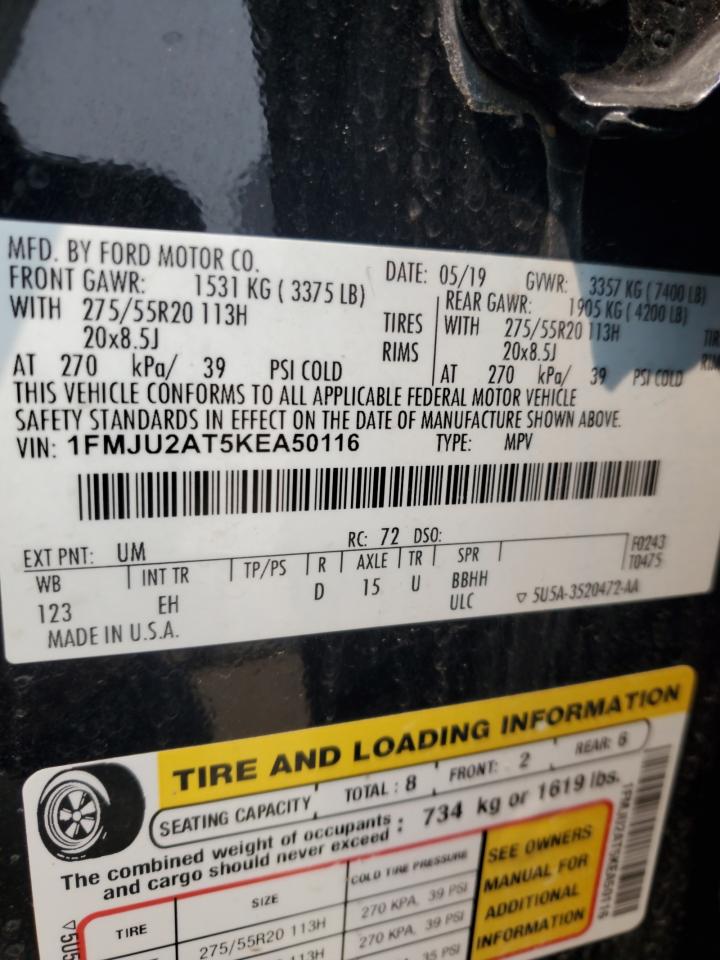 MFD. BY FORD MOTOR CO.
DATE: 05/19 GVWR: 3357 KG ( 7400 LB)
FRONT GAWR: 1531 KG ( 3375 LB) REAR GAWR: 1905 KG ( 4200 LB)
WITH 275/55R20 113H TIRES WITH 275/55R20 113H
20x8.5J RIMS 20x8.5J
AT 270 kPa/ 39 PSI COLD AT 270 kPa/ 39 PSI COLD
THIS VEHICLE CONFORMS TO ALL APPLICABLE FEDERAL MOTOR VEHICLE
SAFETY STANDARDS IN EFFECT ON THE DATE OF MANUFACTURE SHOWN ABOVE.
VIN: 1FMJU2AT5KEA50116 TYPE: MPV
EXT PNT: UM RC: 72 DSO:
F0243
T0475
WB INT TR TP/PS R AXLE TR SPR
123 EH D 15 U BBHH
ULC ▽ 5U5A-3520472-AA
MADE IN U.S.A.
TIRE AND LOADING INFORMATION
SEATING CAPACITY TOTAL : 8 FRONT: 2 REAR: 6
The combined weight of occupants
and cargo should never exceed : 734 kg or 1619 lbs.
TIRE SIZE COLD TIRE PRESSURE
275/55R20 113H 270 KPA, 39 PSI
270 KPA, 39 PSI
35 PSI
SEE OWNERS
MANUAL FOR
ADDITIONAL
INFORMATION
1FMJU2AT5KEA50116